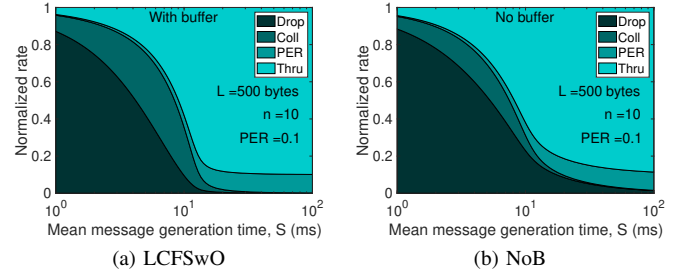 With buffer
Drop
Coll
PER
Thru
L =500 bytes
n =10
PER =0.1
Normalized rate
1
0.8
0.6
0.4
0.2
0
10^0
10^1
10^2
Mean message generation time, S (ms)
(a) LCFSwO
No buffer
Drop
Coll
PER
Thru
L =500 bytes
n =10
PER =0.1
Normalized rate
1
0.8
0.6
0.4
0.2
0
10^0
10^1
10^2
Mean message generation time, S (ms)
(b) NoB